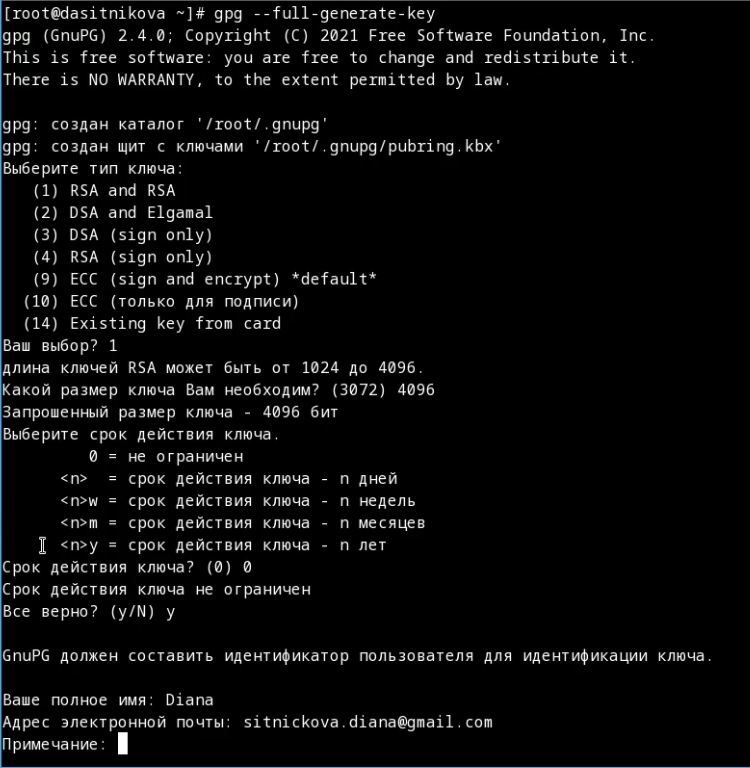 [root@dasitnikova ~]# gpg --full-generate-key
gpg (GnuPG) 2.4.0; Copyright (C) 2021 Free Software Foundation, Inc.
This is free software: you are free to change and redistribute it.
There is NO WARRANTY, to the extent permitted by law.
gpg: создан каталог '/root/.gnupg'
gpg: создан щит с ключами '/root/.gnupg/pubring.kbx'
Выберите тип ключа:
(1) RSA and RSA
(2) DSA and Elgamal
(3) DSA (sign only)
(4) RSA (sign only)
(9) ECC (sign and encrypt) *default*
(10) ECC (только для подписи)
(14) Existing key from card
Ваш выбор? 1
длина ключей RSA может быть от 1024 до 4096.
Какой размер ключа Вам необходим? (3072) 4096
Запрошенный размер ключа - 4096 бит
Выберите срок действия ключа.
0 = не ограничен
<n>  = срок действия ключа - n дней
<n>w = срок действия ключа - n недель
<n>m = срок действия ключа - n месяцев
<n>y = срок действия ключа - n лет
Срок действия ключа? (0) 0
Срок действия ключа не ограничен
Все верно? (y/N) y
GnuPG должен составить идентификатор пользователя для идентификации ключа.
Ваше полное имя: Diana
Адрес электронной почты: sitnickova.diana@gmail.com
Примечание: